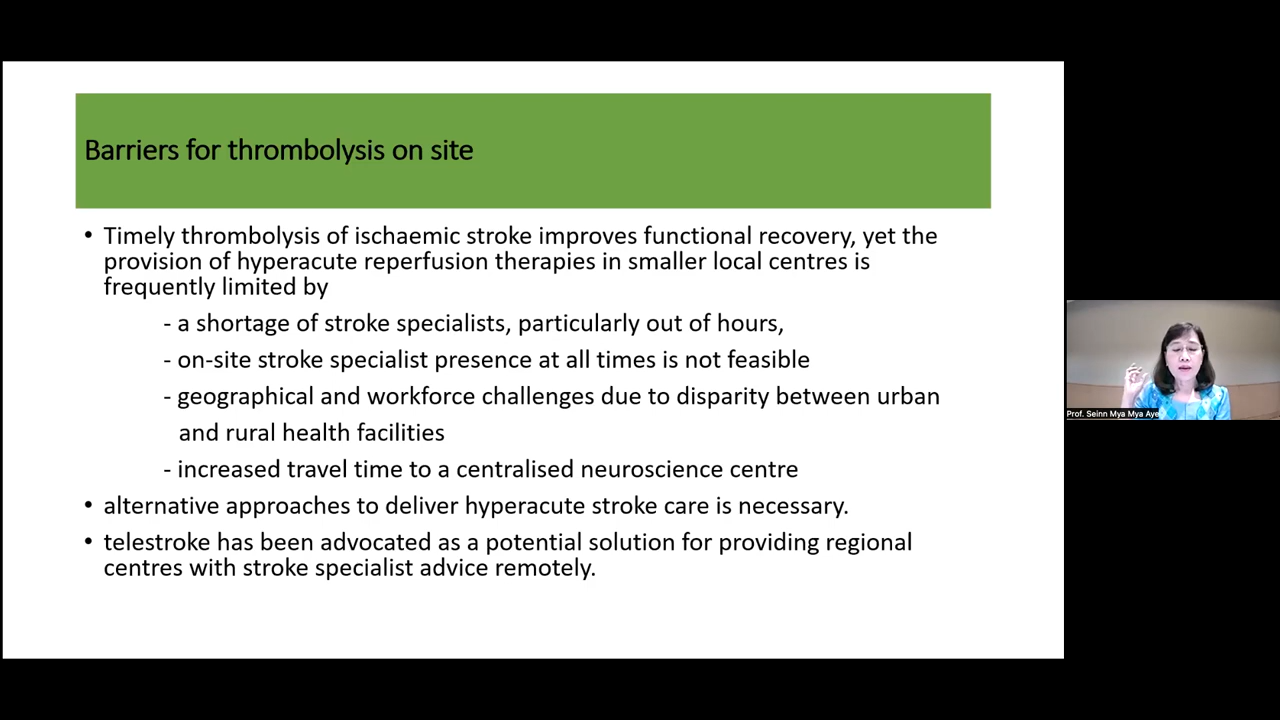 Barriers for thrombolysis on site
• Timely thrombolysis of ischaemic stroke improves functional recovery, yet the
provision of hyperacute reperfusion therapies in smaller local centres is
frequently limited by
- a shortage of stroke specialists, particularly out of hours,
- on-site stroke specialist presence at all times is not feasible
- geographical and workforce challenges due to disparity between urban
and rural health facilities
- increased travel time to a centralised neuroscience centre
• alternative approaches to deliver hyperacute stroke care is necessary.
• telestroke has been advocated as a potential solution for providing regional
centres with stroke specialist advice remotely.
Prof. Seinn Mya Mya Aye